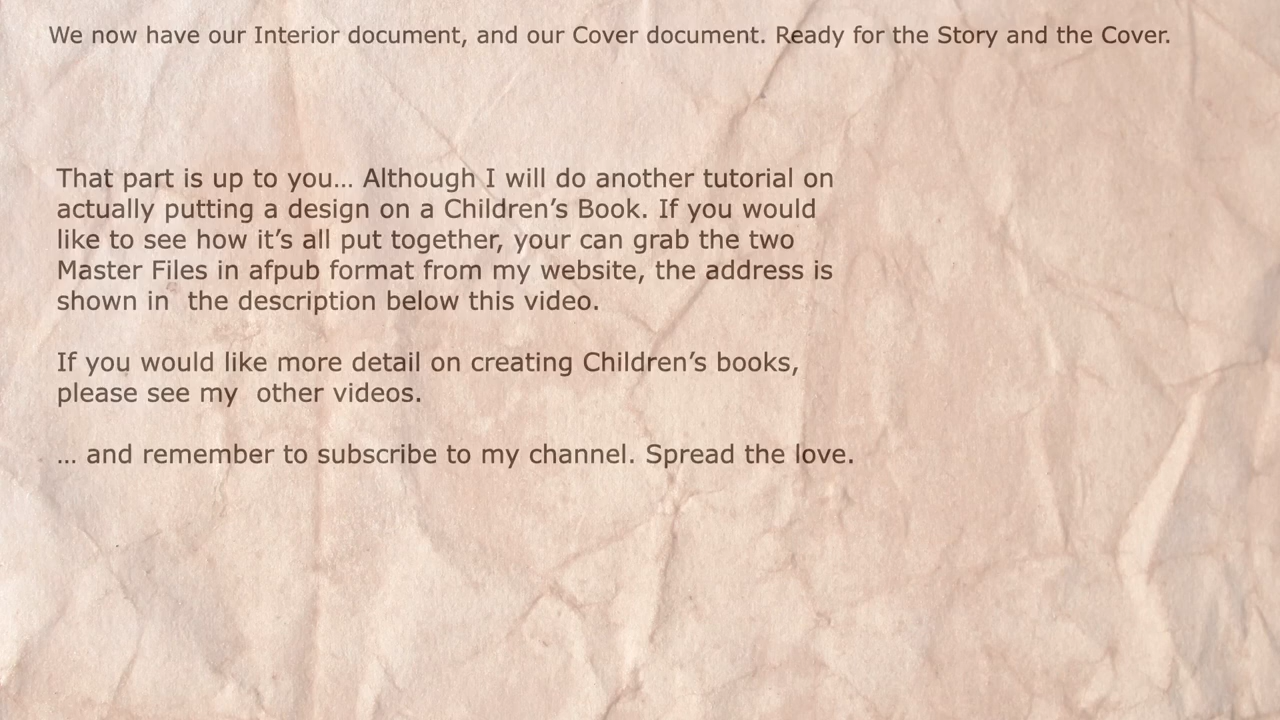 We now have our Interior document, and our Cover document. Ready for the Story and the Cover.
That part is up to you... Although I will do another tutorial on
actually putting a design on a Children’s Book. If you would
like to see how it’s all put together, your can grab the two
Master Files in afpub format from my website, the address is
shown in  the description below this video.
If you would like more detail on creating Children’s books,
please see my  other videos.
... and remember to subscribe to my channel. Spread the love.